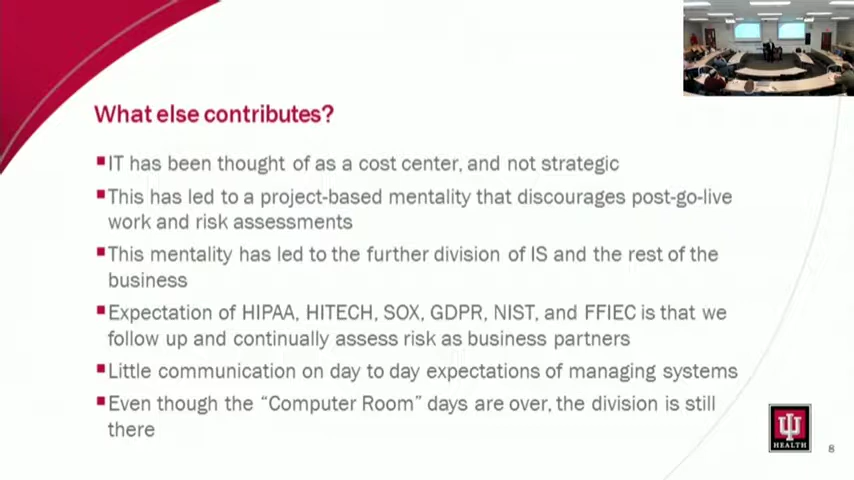 What else contributes?
IT has been thought of as a cost center, and not strategic
This has led to a project-based mentality that discourages post-go-live
work and risk assessments
This mentality has led to the further division of IS and the rest of the
business
Expectation of HIPAA, HITECH, SOX, GDPR, NIST, and FFIEC is that we
follow up and continually assess risk as business partners
Little communication on day to day expectations of managing systems
Even though the “Computer Room” days are over, the division is still
there
HEALTH
8